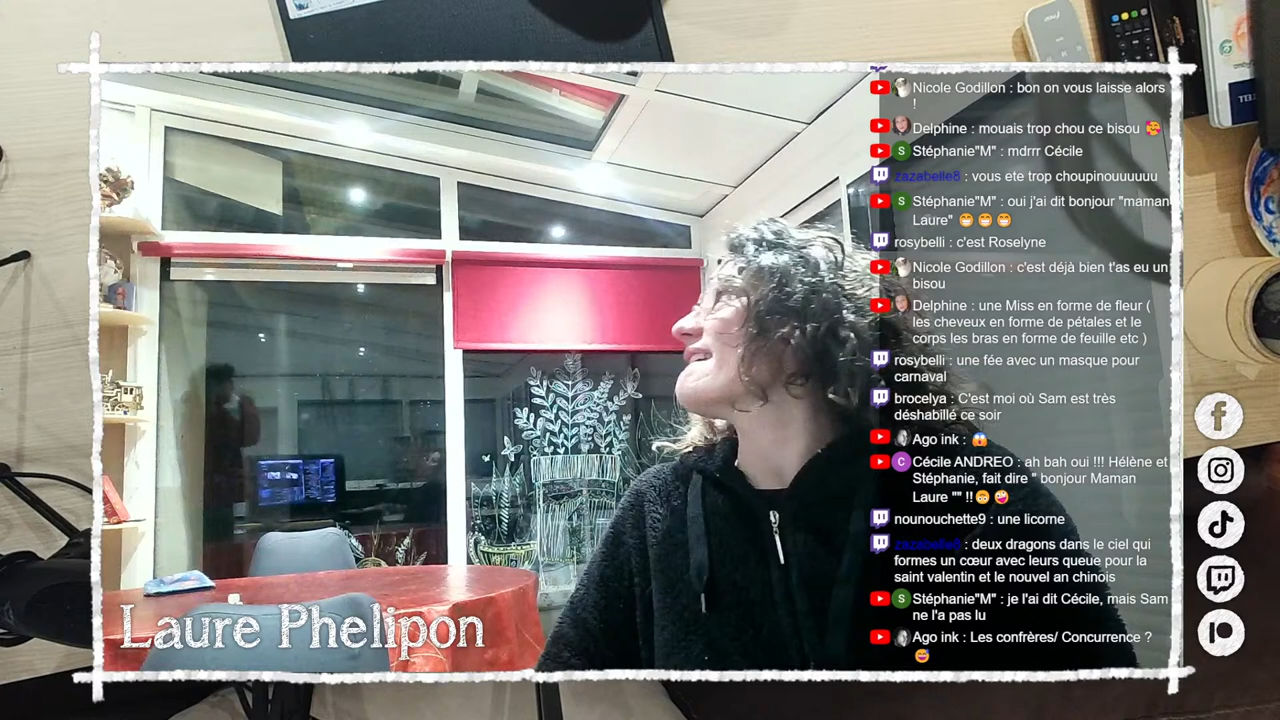 Nicole Godillon : bon on vous laisse alors
!
Delphine : mouais trop chou ce bisou 🥰
S Stéphanie"M" : mdrrr Cécile
zazabelle8 : vous ete trop choupinouuuuuu
S Stéphanie"M" : oui j'ai dit bonjour "maman
Laure" 😁 😁 😁
rosybelli : c'est Roselyne
Nicole Godillon : c'est déjà bien t'as eu un
bisou
Delphine : une Miss en forme de fleur (
les cheveux en forme de pétales et le
corps les bras en forme de feuille etc )
rosybelli : une fée avec un masque pour
carnaval
brocelya : C'est moi où Sam est très
déshabillé ce soir
Ago ink : 😱
C Cécile ANDREO : ah bah oui !!! Hélène et
Stéphanie, fait dire " bonjour Maman
Laure "" !!😳 🤪
nounouchette9 : une licorne
zazabelle8 : deux dragons dans le ciel qui
formes un cœur avec leurs queue pour la
saint valentin et le nouvel an chinois
S Stéphanie"M" : je l'ai dit Cécile, mais Sam
ne l'a pas lu
Ago ink : Les confrères/ Concurrence ?
😅
Laure Phelipon